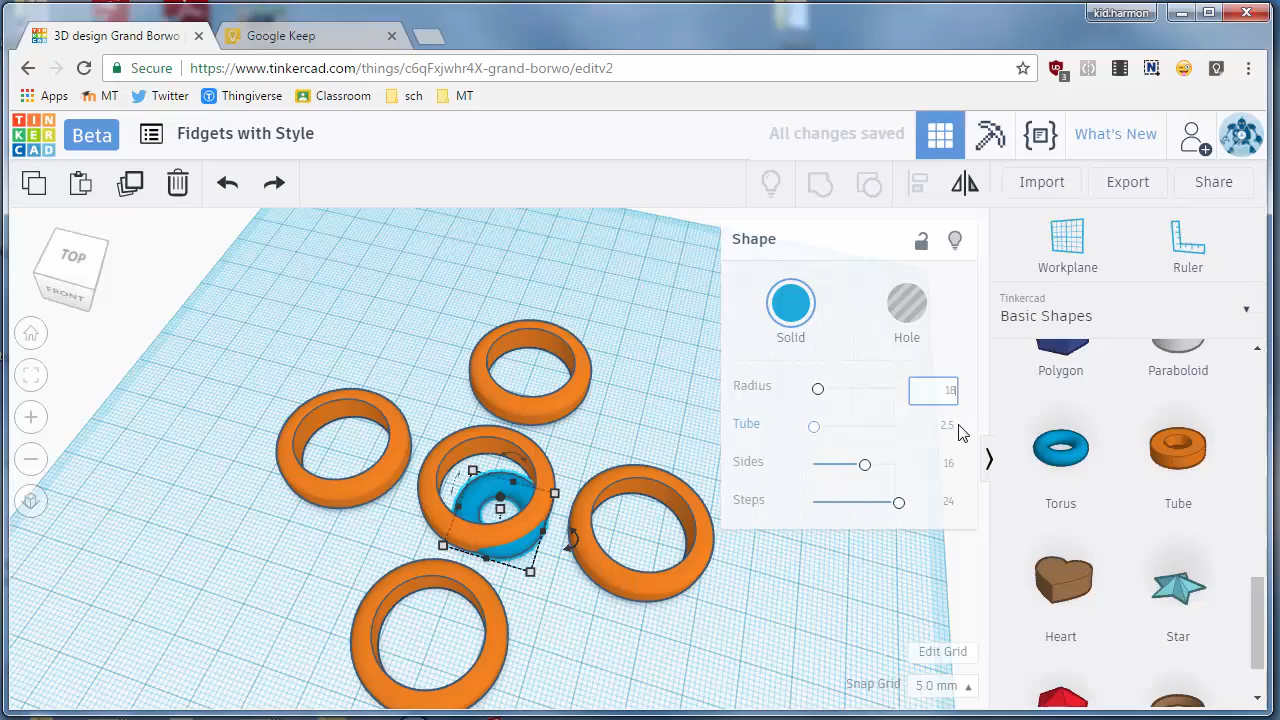 kid.harmon
3D design Grand Borwo
Google Keep
Secure
https://www.tinkercad.com/things/c6qFxjwhr4X-grand-borwo/editv2
3
Apps
MT
Twitter
Thingiverse
Classroom
sch
MT
TIN
KER
CAD
Beta
Fidgets with Style
All changes saved
What's New
Import
Export
Share
TOP
FRONT
Shape
Solid
Hole
Radius
18
Tube
2.5
Sides
16
Steps
24
Workplane
Ruler
Tinkercad
Basic Shapes
Polygon
Paraboloid
Torus
Tube
Heart
Star
Edit Grid
Snap Grid
5.0 mm